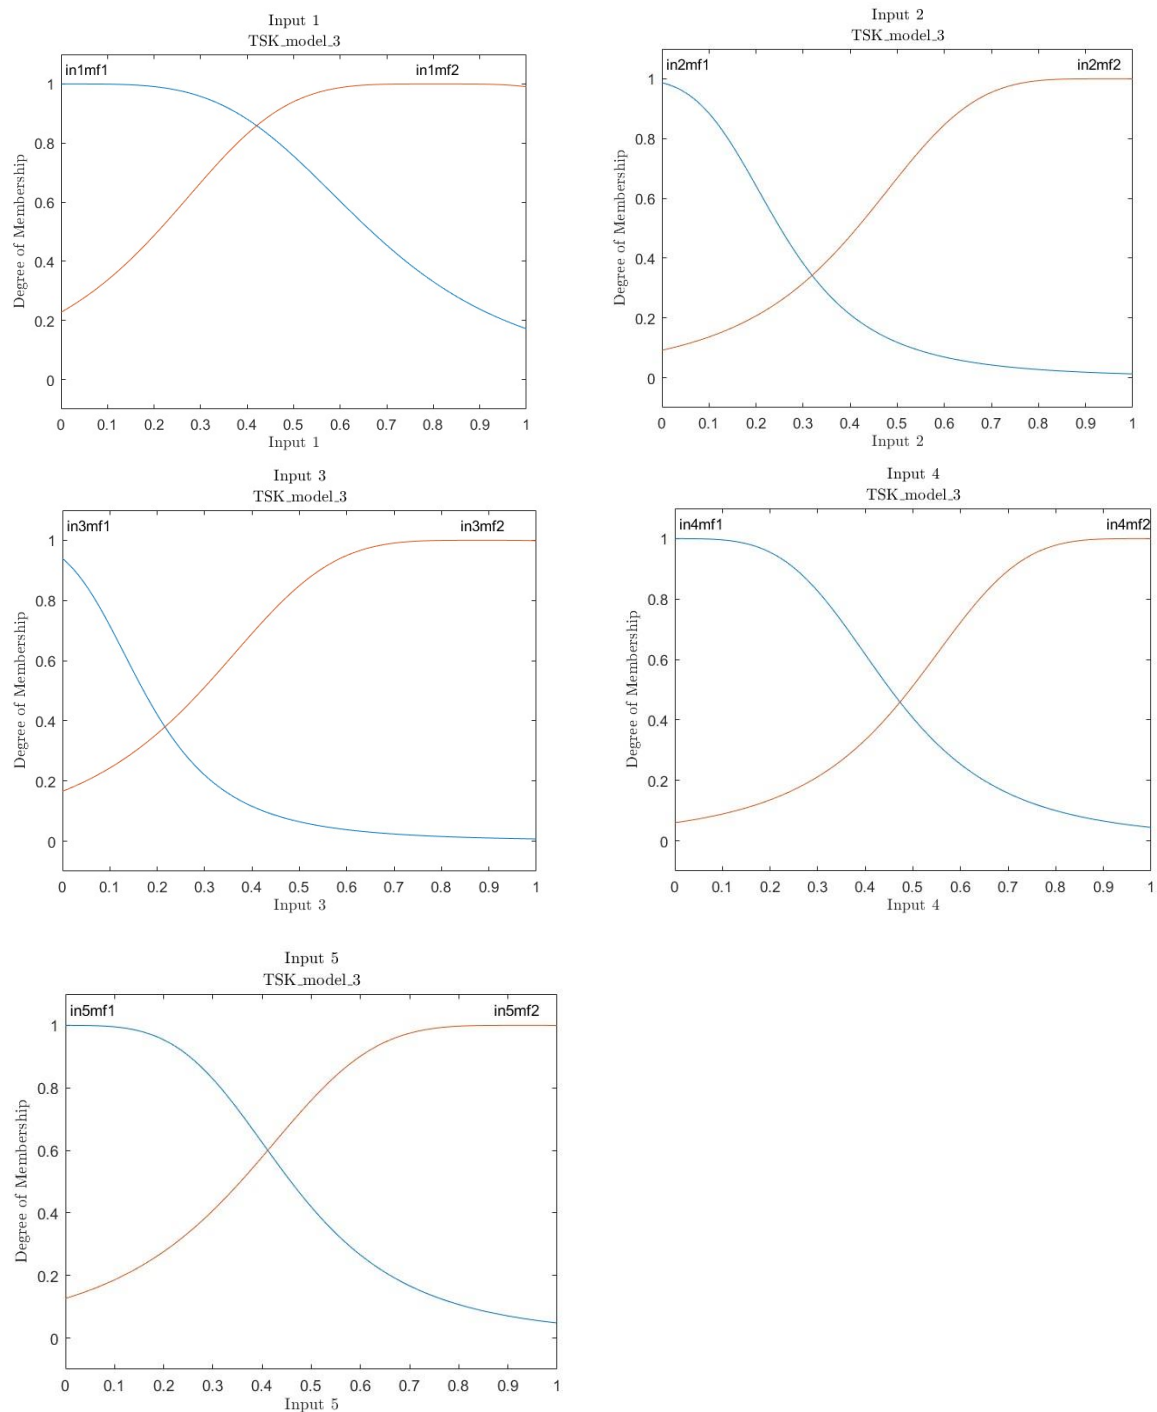 Input 1
TSK_model_3
in1mf1 in1mf2
1
0.8
0.6
0.4
0.2
0
Degree of Membership
0 0.1 0.2 0.3 0.4 0.5 0.6 0.7 0.8 0.9 1
Input 1
Input 2
TSK_model_3
in2mf1 in2mf2
1
0.8
0.6
0.4
0.2
0
Degree of Membership
0 0.1 0.2 0.3 0.4 0.5 0.6 0.7 0.8 0.9 1
Input 2
Input 3
TSK_model_3
in3mf1 in3mf2
1
0.8
0.6
0.4
0.2
0
Degree of Membership
0 0.1 0.2 0.3 0.4 0.5 0.6 0.7 0.8 0.9 1
Input 3
Input 4
TSK_model_3
in4mf1 in4mf2
1
0.8
0.6
0.4
0.2
0
Degree of Membership
0 0.1 0.2 0.3 0.4 0.5 0.6 0.7 0.8 0.9 1
Input 4
Input 5
TSK_model_3
in5mf1 in5mf2
1
0.8
0.6
0.4
0.2
0
Degree of Membership
0 0.1 0.2 0.3 0.4 0.5 0.6 0.7 0.8 0.9 1
Input 5